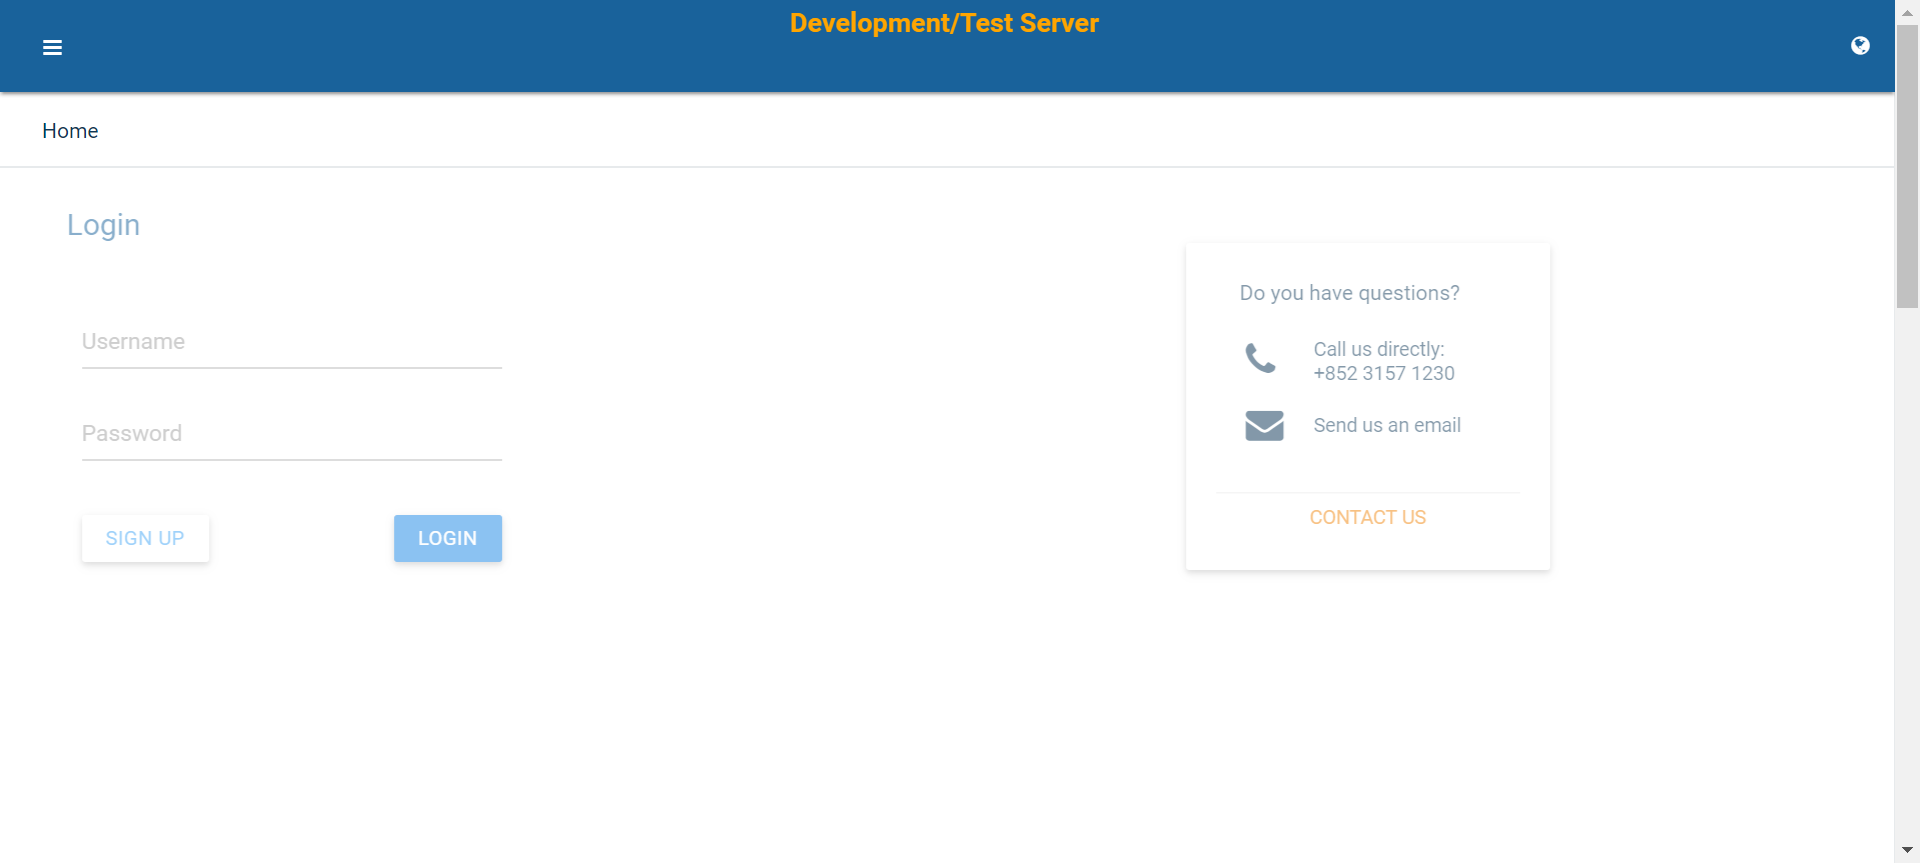 Development/Test Server
Home
Login
Username
Password
SIGN UP
LOGIN
Do you have questions?
Call us directly:
+852 3157 1230
Send us an email
CONTACT US